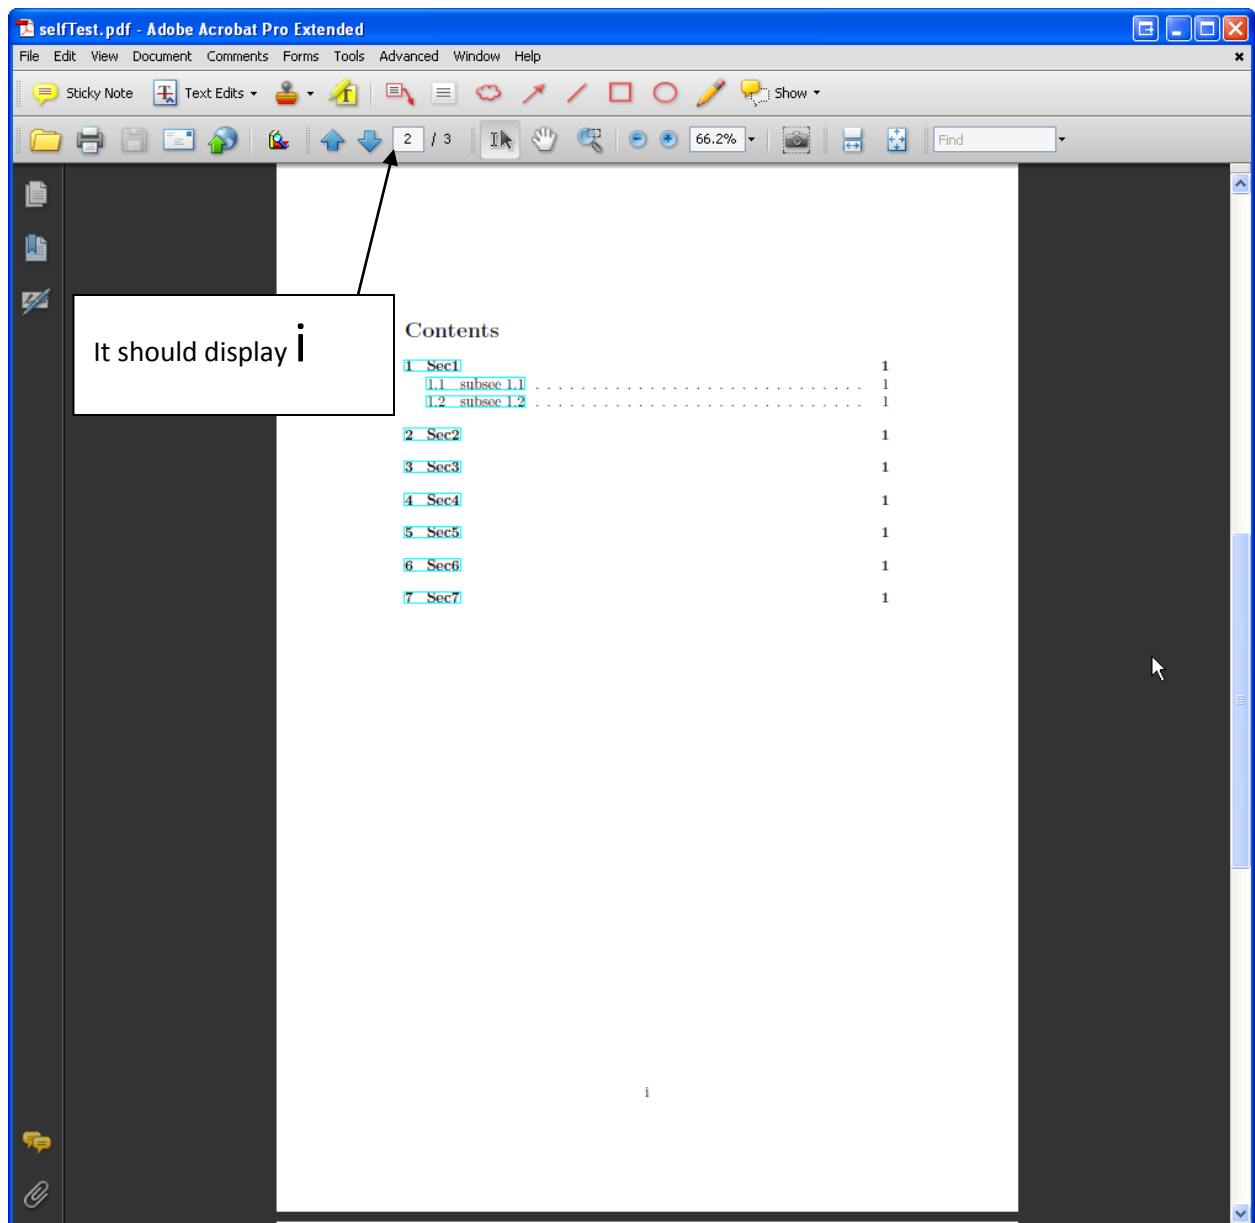 selfTest.pdf - Adobe Acrobat Pro Extended
File Edit View Document Comments Forms Tools Advanced Window Help
Sticky Note Text Edits Show
2 / 3 66.2% Find
It should display i
Contents
1 Sec1 1
1.1 subsec 1.1 . . . . . . . . . . . . . . . . . . . . . . . . . . . . . 1
1.2 subsec 1.2 . . . . . . . . . . . . . . . . . . . . . . . . . . . . . 1
2 Sec2 1
3 Sec3 1
4 Sec4 1
5 Sec5 1
6 Sec6 1
7 Sec7 1
i